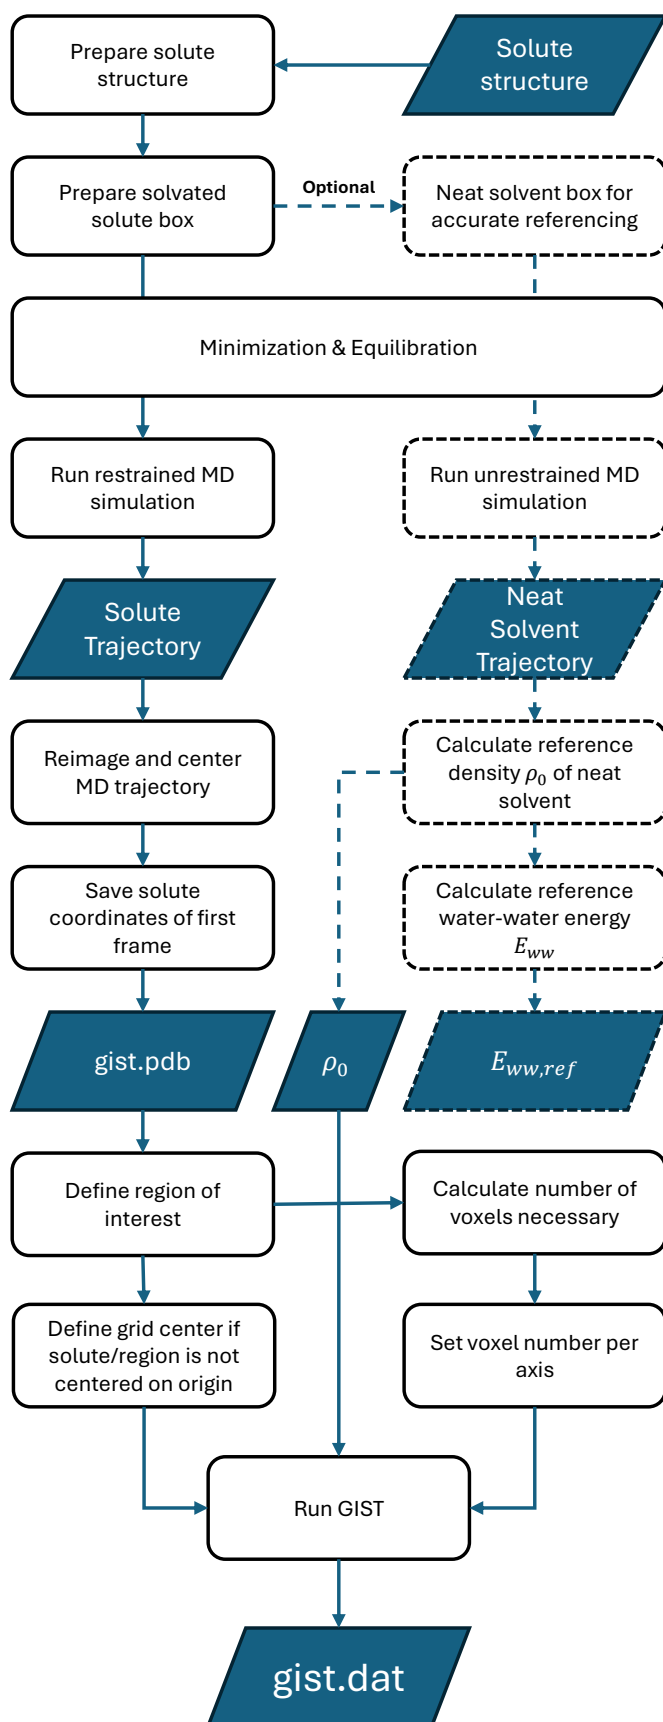 Prepare solute
structure
Solute
structure
Prepare solvated
solute box
Optional
Neat solvent box for
accurate referencing
Minimization & Equilibration
Run restrained MD
simulation
Run unrestrained MD
simulation
Solute
Trajectory
Neat
Solvent
Trajectory
Reimage and center
MD trajectory
Calculate reference
density ρ₀ of neat
solvent
Save solute
coordinates of first
frame
Calculate reference
water-water energy
E_{ww}
gist.pdb
ρ₀
E_{ww,ref}
Define region of
interest
Calculate number of
voxels necessary
Define grid center if
solute/region is not
centered on origin
Set voxel number per
axis
Run GIST
gist.dat